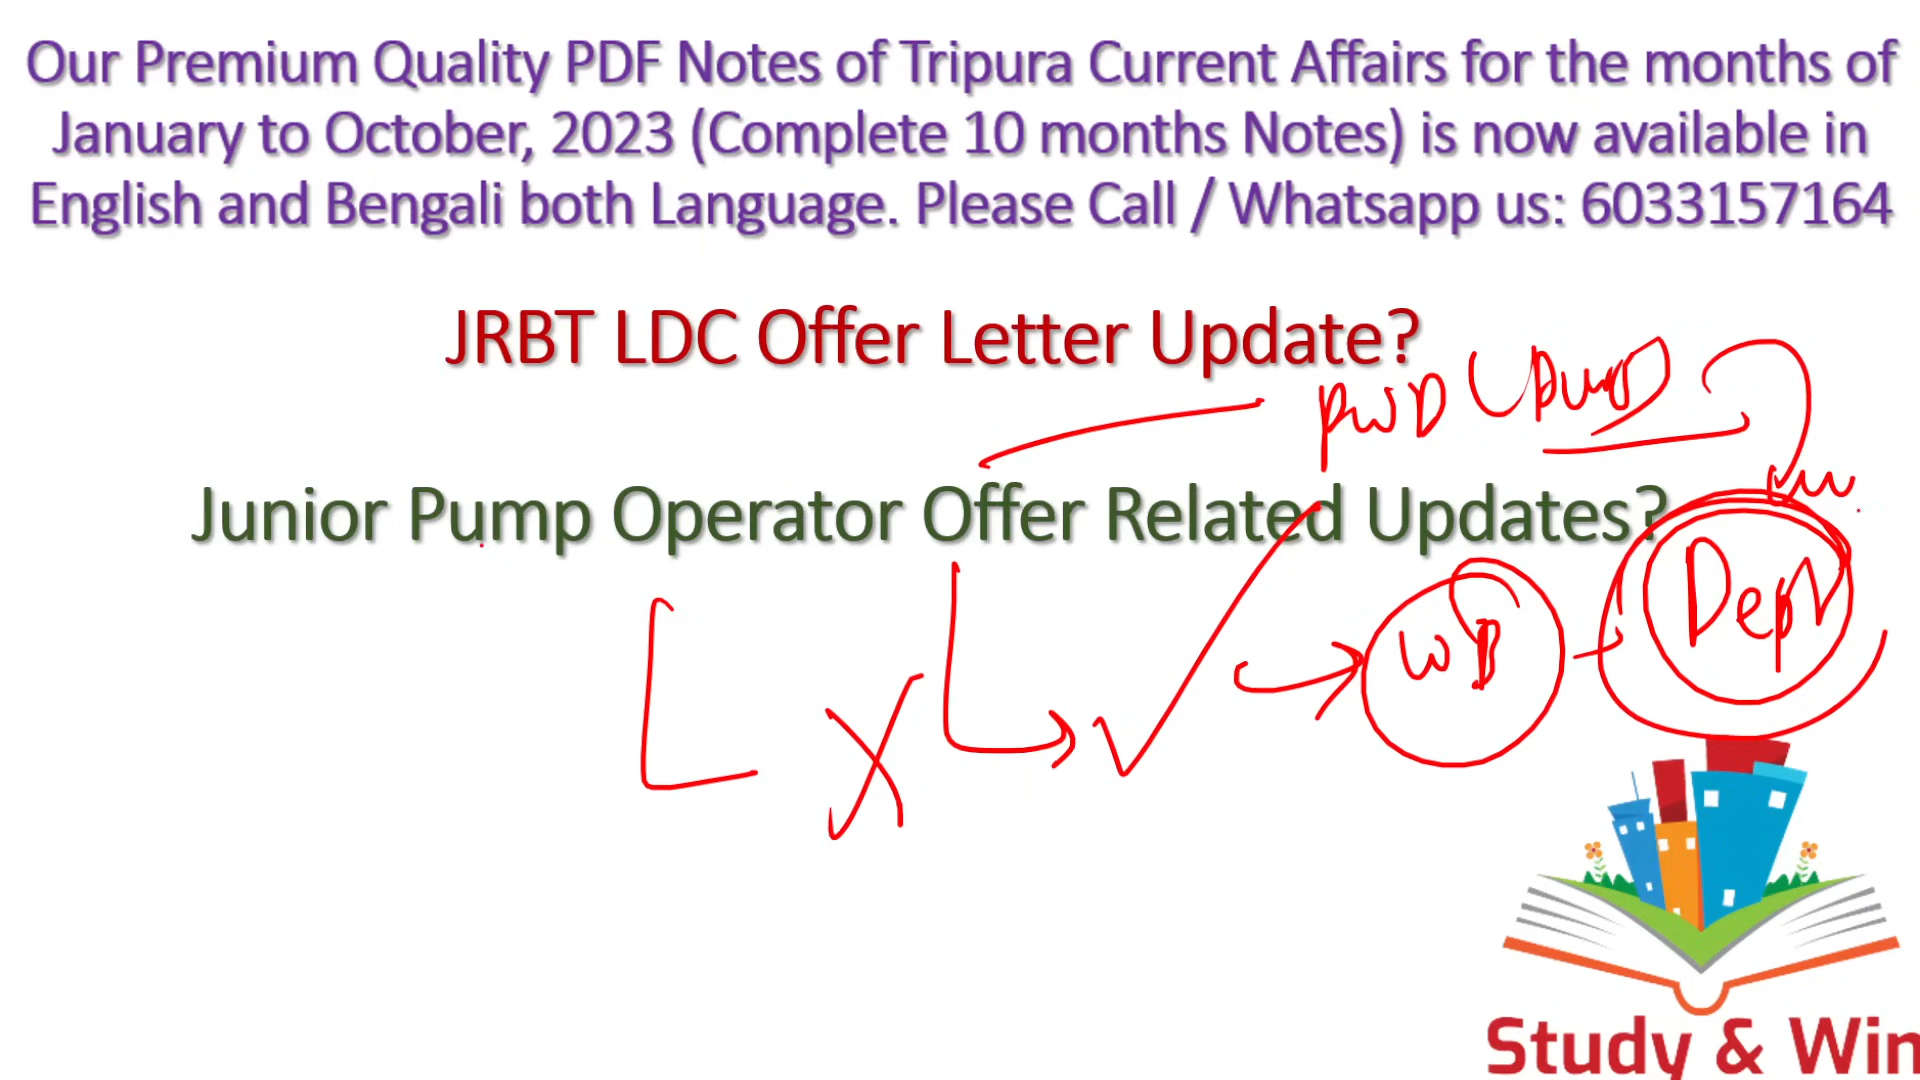 Our Premium Quality PDF Notes of Tripura Current Affairs for the months of
January to October, 2023 (Complete 10 months Notes) is now available in
English and Bengali both Language. Please Call / Whatsapp us: 6033157164
JRBT LDC Offer Letter Update?
PWD
Junior Pump Operator Offer Related Updates?
Dept
Study & Win